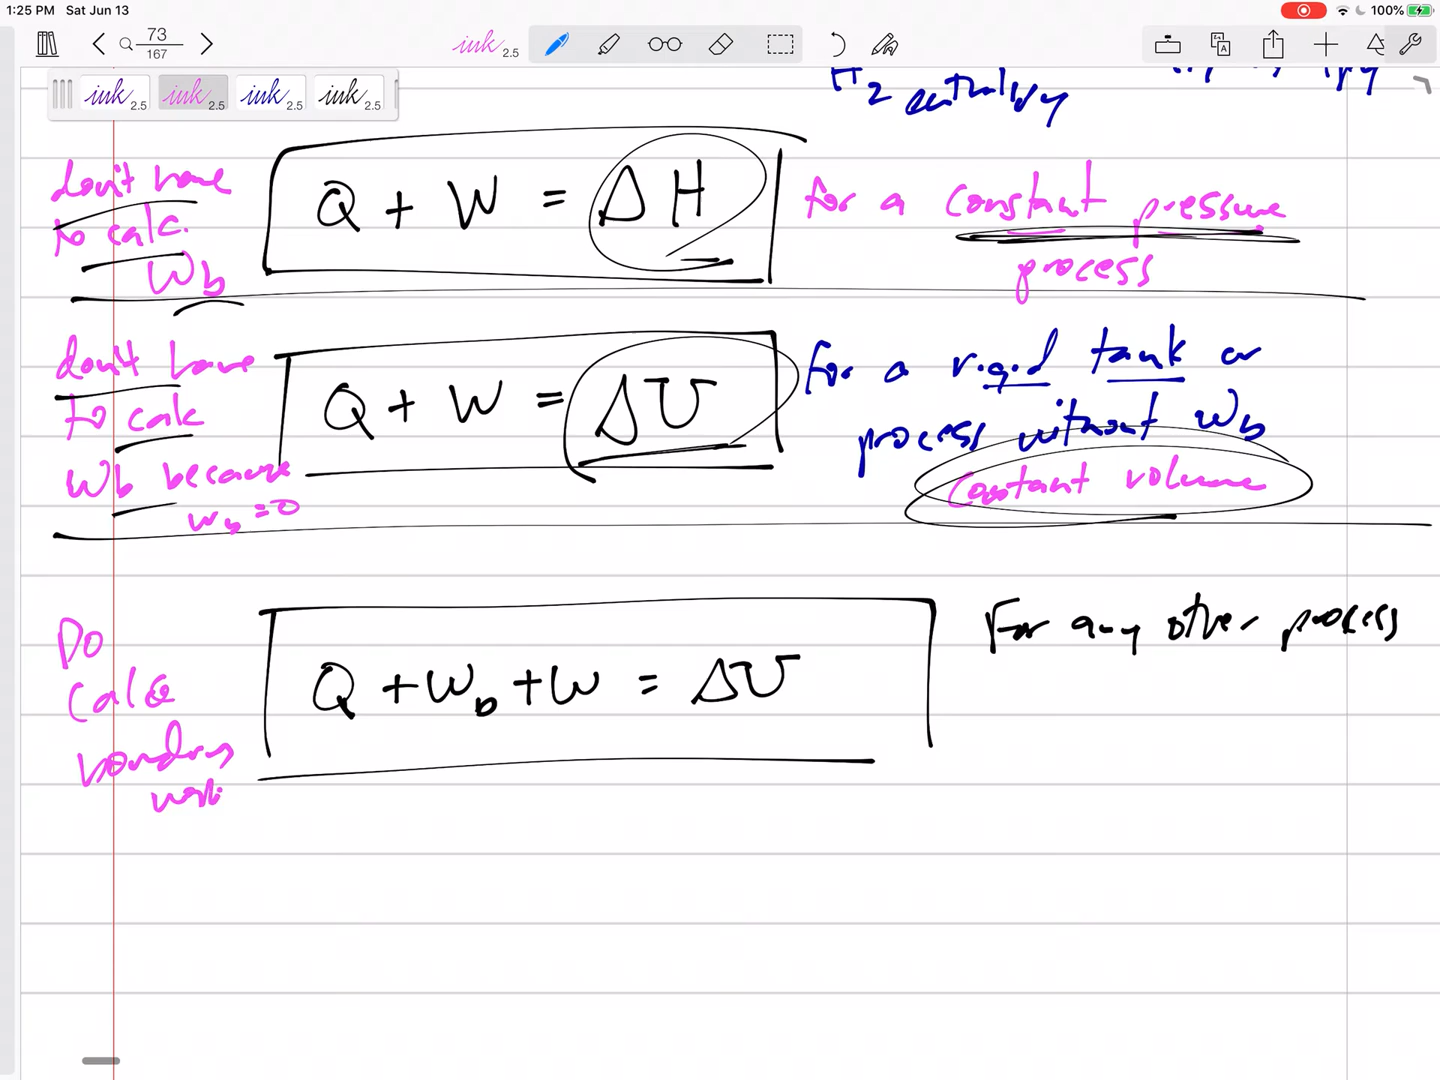 1:25 PM Sat Jun 13
100%
73
167
ink 2.5
ink 2.5 ink 2.5 ink 2.5 ink 2.5
H2 enthalpy
don't have
to calc.
Wb
Q + W = ΔH
for a constant pressure
process
don't have
to calc
Wb because
Wb = 0
Q + W = ΔU
for a rigid tank or
process without Wb
constant volume
Do
calc
boundary
work
Q + Wb + W = ΔU
For any other process